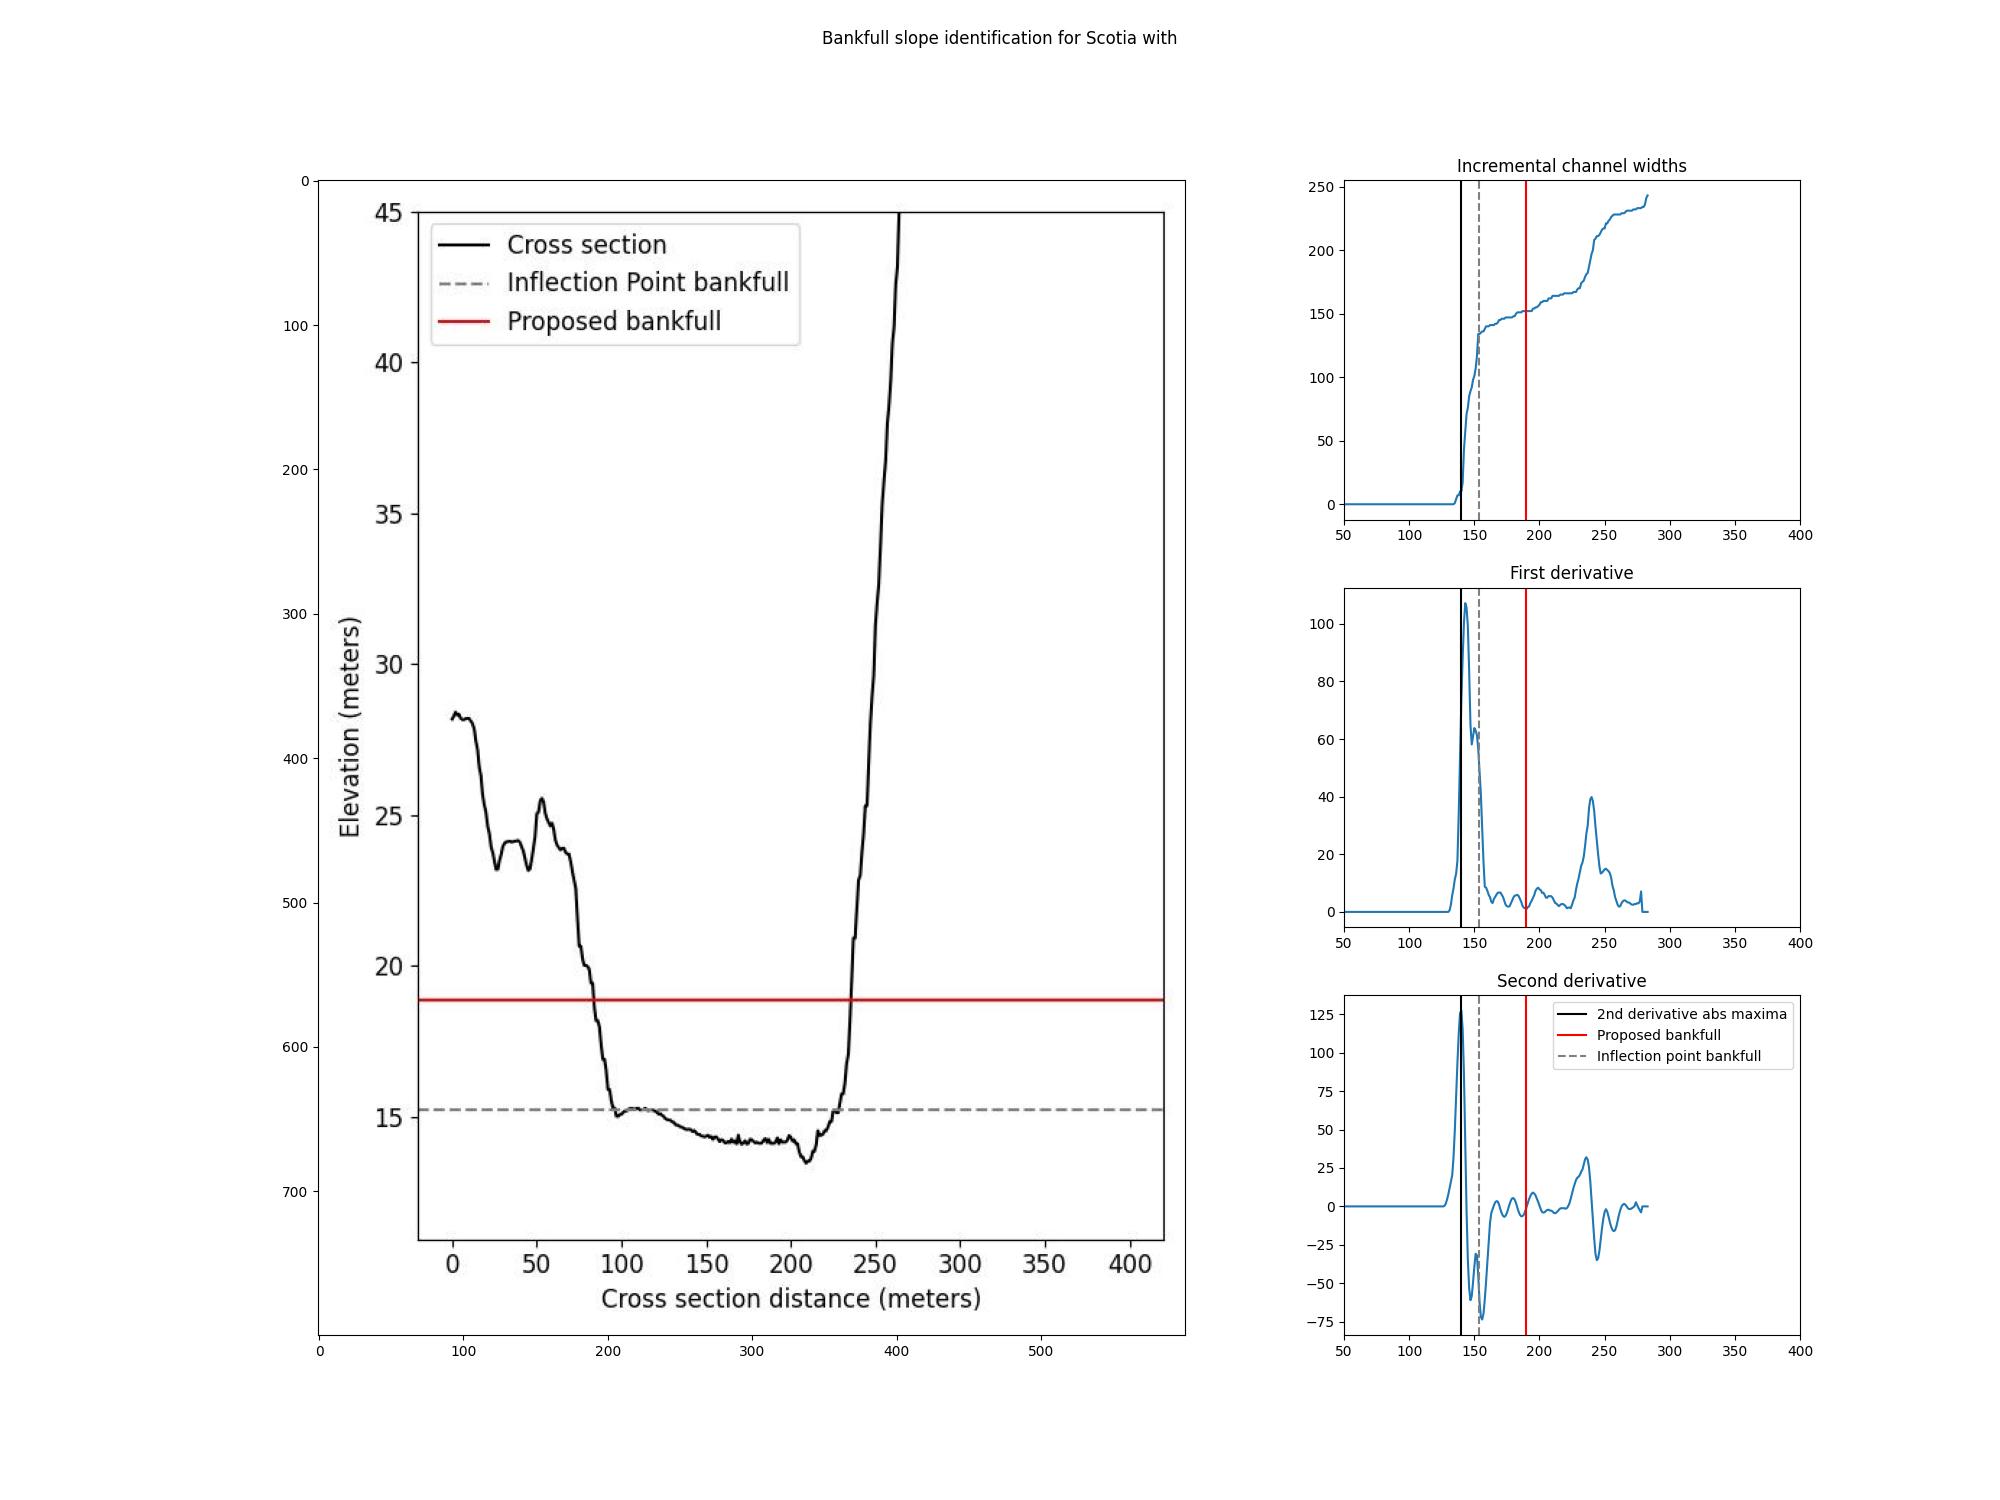 Bankfull slope identification for Scotia with
0
100
200
300
400
500
600
700
45
40
35
30
25
20
15
Elevation (meters)
Cross section
Inflection Point bankfull
Proposed bankfull
0 50 100 150 200 250 300 350 400
Cross section distance (meters)
0 100 200 300 400 500
Incremental channel widths
250
200
150
100
50
0
50 100 150 200 250 300 350 400
First derivative
100
80
60
40
20
0
50 100 150 200 250 300 350 400
Second derivative
125
100
75
50
25
0
−25
−50
−75
2nd derivative abs maxima
Proposed bankfull
Inflection point bankfull
50 100 150 200 250 300 350 400